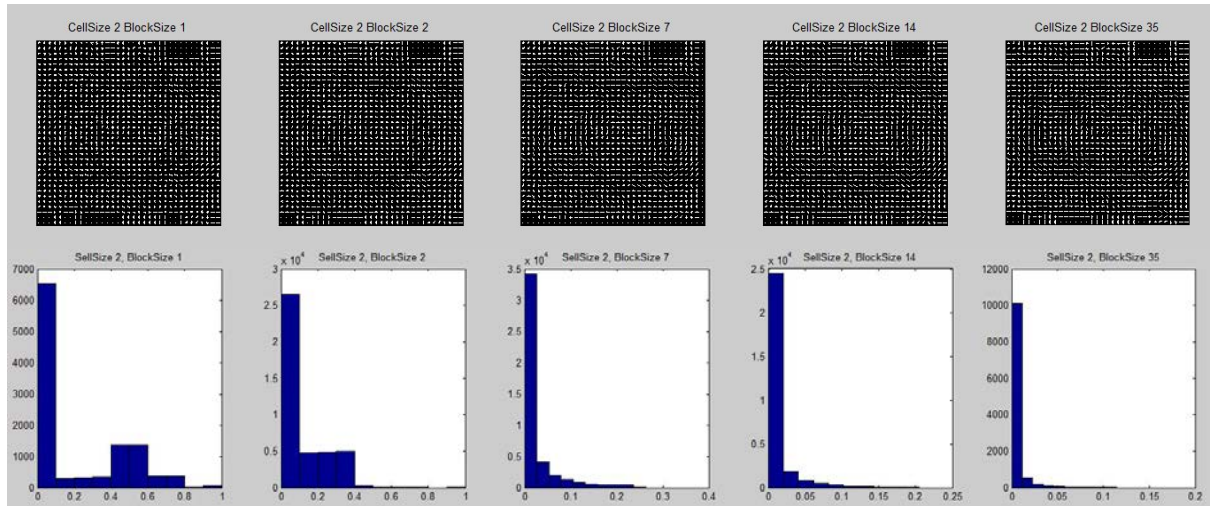 CellSize 2 BlockSize 1
CellSize 2 BlockSize 2
CellSize 2 BlockSize 7
CellSize 2 BlockSize 14
CellSize 2 BlockSize 35
SellSize 2, BlockSize 1
7000
6000
5000
4000
3000
2000
1000
0
0 0.2 0.4 0.6 0.8 1
SellSize 2, BlockSize 2
x 10^4
3
2.5
2
1.5
1
0.5
0
0 0.2 0.4 0.6 0.8 1
SellSize 2, BlockSize 7
x 10^4
3.5
3
2.5
2
1.5
1
0.5
0
0 0.1 0.2 0.3 0.4
SellSize 2, BlockSize 14
x 10^4
2.5
2
1.5
1
0.5
0
0 0.05 0.1 0.15 0.2 0.25
SellSize 2, BlockSize 35
12000
10000
8000
6000
4000
2000
0
0 0.05 0.1 0.15 0.2